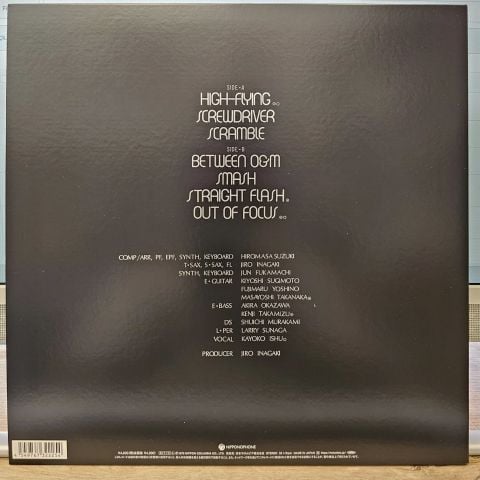 SIDE-A
HIGH-FLYING
SCREWDRIVER
SCRAMBLE
SIDE-B
BETWEEN OG·M
SMASH
STRAIGHT FLASH
OUT OF FOCUS
COMP/ARR, PF, EPF, SYNTH, KEYBOARD HIROMASA SUZUKI
T·SAX, S·SAX, FL JIRO INAGAKI
SYNTH, KEYBOARD JUN FUKAMACHI
E·GUITAR KIYOSHI SUGIMOTO
FUJIMARU YOSHINO
MASAYOSHI TAKANAKA
E·BASS AKIRA OKAZAWA
KENJI TAKAMIZU
DS SHUICHI MURAKAMI
L·PER LARRY SUNAGA
VOCAL KAYOKO ISHU
PRODUCER JIRO INAGAKI
NIPPONOPHONE